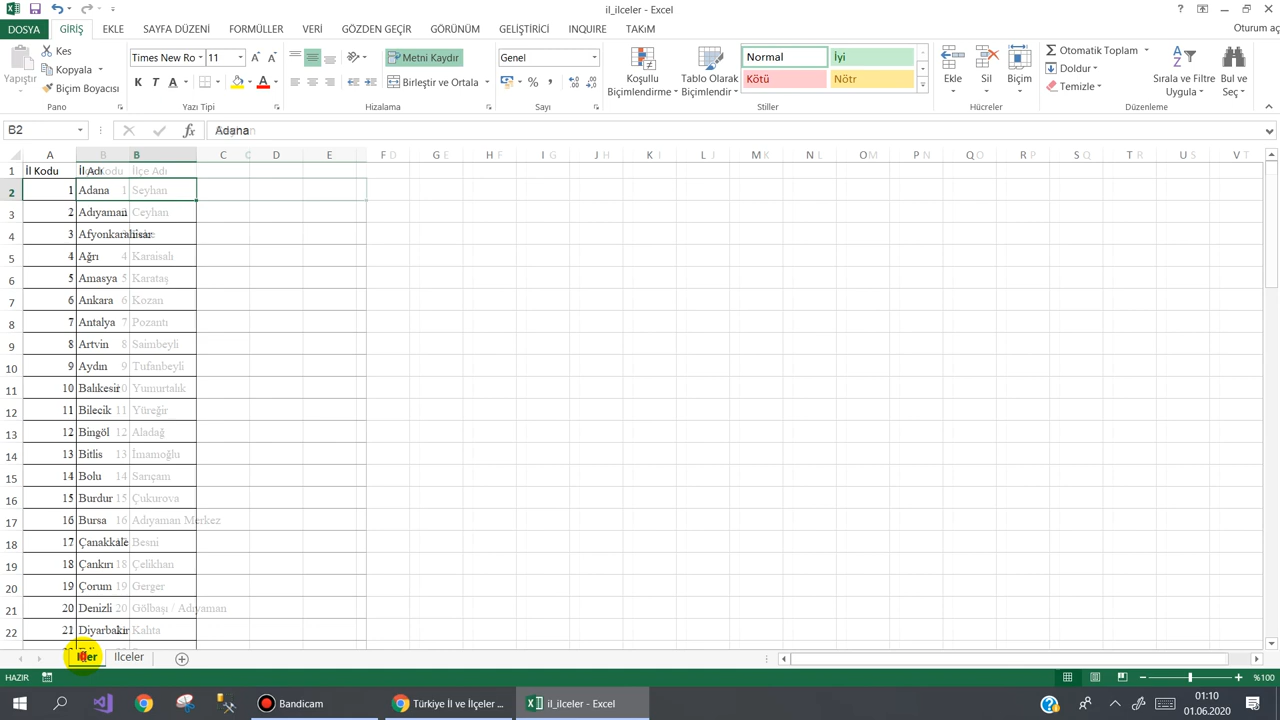 il_ilceler - Excel
DOSYA GİRİŞ EKLE SAYFA DÜZENİ FORMÜLLER VERİ GÖZDEN GEÇİR GÖRÜNÜM GELİŞTİRİCİ INQUIRE TAKıM Oturum aç
Yapıştır Kes Kopyala Biçim Boyacısı Pano
Times New Ro 11 K T A A Yazı Tipi
Metni Kaydır Birleştir ve Ortala Hizalama
Genel % Sayı
Koşullu Biçimlendirme Tablo Olarak Biçimlendir
Normal İyi Kötü Nötr Stiller
Ekle Sil Biçim Hücreler
Otomatik Toplam Doldur Temizle Sırala ve Filtre Uygula Bul ve Seç Düzenleme
B2 fx Adana
A B B C C D E F D G E H F I G J H K I L J M K N L O M P N Q O R P S Q T R U S V T
1 İl Kodu İl Adı Kodu İlçe Adı
2 1 Adana 1 Seyhan
3 2 Adıyaman Ceyhan
4 3 Afyonkarahisar
5 4 Ağrı 4 Karaisalı
6 5 Amasya 5 Karataş
7 6 Ankara 6 Kozan
8 7 Antalya 7 Pozantı
9 8 Artvin 8 Saimbeyli
10 9 Aydın 9 Tufanbeyli
11 10 Balıkesir 10 Yumurtalık
12 11 Bilecik 11 Yüreğir
13 12 Bingöl 12 Aladağ
14 13 Bitlis 13 İmamoğlu
15 14 Bolu 14 Sarıçam
16 15 Burdur 15 Çukurova
17 16 Bursa 16 Adıyaman Merkez
18 17 Çanakkale Besni
19 18 Çankırı 18 Çelikhan
20 19 Çorum 19 Gerger
21 20 Denizli 20 Gölbaşı / Adıyaman
22 21 Diyarbakır Kahta
İller İlceler
HAZIR %100
Bandicam Türkiye İl ve İlçeler ... il_ilceler - Excel 01:10
01.06.2020